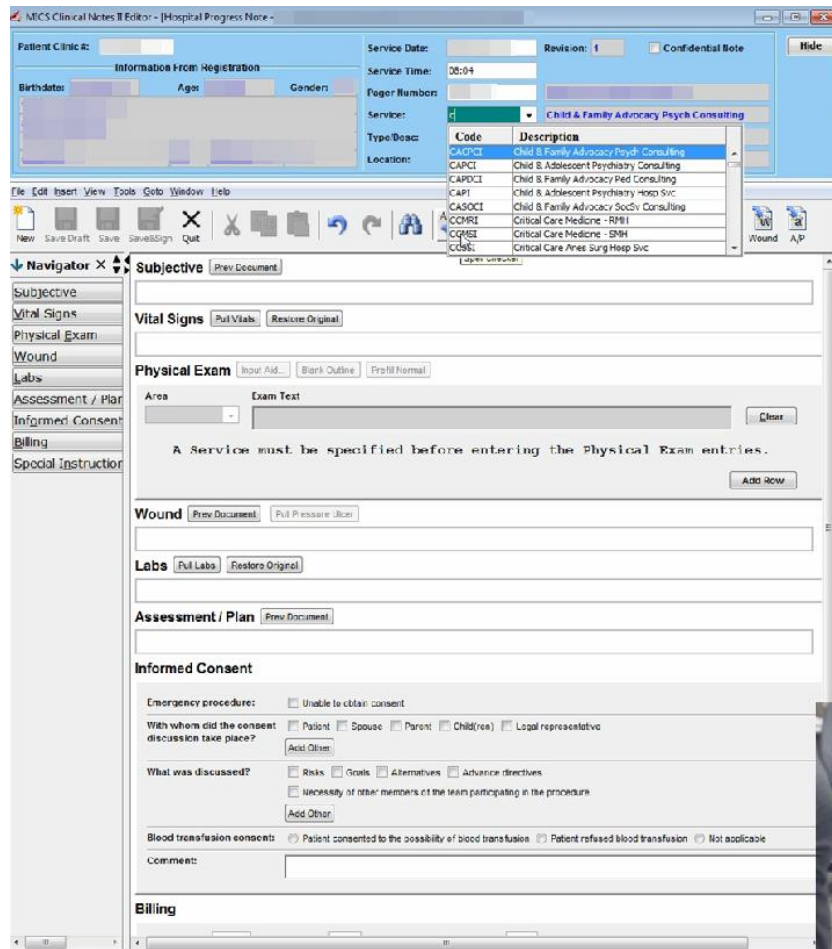 MICS Clinical Notes II Editor - [Hospital Progress Note -
Patient Clinic #:
Service Date:
Revision: 1
Confidential Note
Hide
Information From Registration
Service Time: 08:04
Birthdate:
Age:
Gender:
Pager Number:
Service: c
Child & Family Advocacy Psych Consulting
Type/Desc:
Location:
Code Description
CACPCI Child & Family Advocacy Psych Consulting
CAPCI Child & Adolescent Psychiatry Consulting
CAPDCI Child & Family Advocacy Ped Consulting
CAPI Child & Adolescent Psychiatry Hosp Svc
CASOCI Child & Family Advocacy SocSv Consulting
CCMRI Critical Care Medicine - RMH
CCMSI Critical Care Medicine - SMH
Critical Care Anes Surg Hosp Svc
File Edit Insert View Tools Goto Window Help
New Save Draft Save Save&Sign Quit
Wound A/P
Navigator
Subjective
Vital Signs
Physical Exam
Wound
Labs
Assessment / Plan
Informed Consent
Billing
Special Instruction
Subjective Prev Document
Vital Signs Pull Vitals Restore Original
Physical Exam Input Aid... Blank Outline Prefill Normal
Area Exam Text
Clear
A Service must be specified before entering the Physical Exam entries.
Add Row
Wound Prev Document Pull Pressure Ulcer
Labs Pull Labs Restore Original
Assessment / Plan Prev Document
Informed Consent
Emergency procedure: Unable to obtain consent
With whom did the consent discussion take place? Patient Spouse Parent Child(ren) Legal representative
Add Other
What was discussed? Risks Goals Alternatives Advance directives
Necessity of other members of the team participating in the procedure
Add Other
Blood transfusion consent: Patient consented to the possibility of blood transfusion Patient refused blood transfusion Not applicable
Comment:
Billing